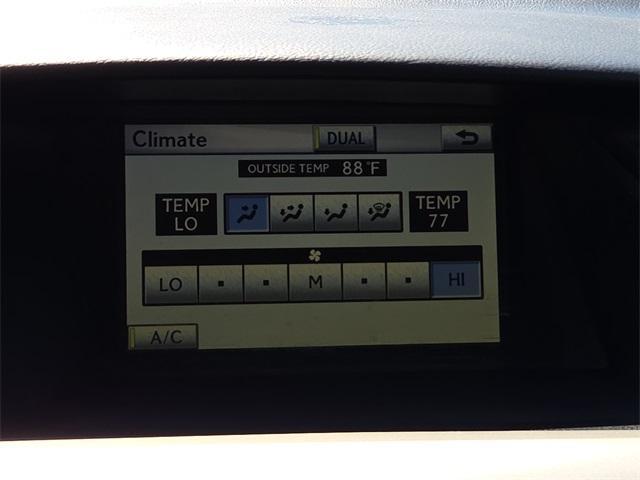 Climate DUAL
OUTSIDE TEMP 88°F
TEMP LO
TEMP 77
LO M HI
A/C